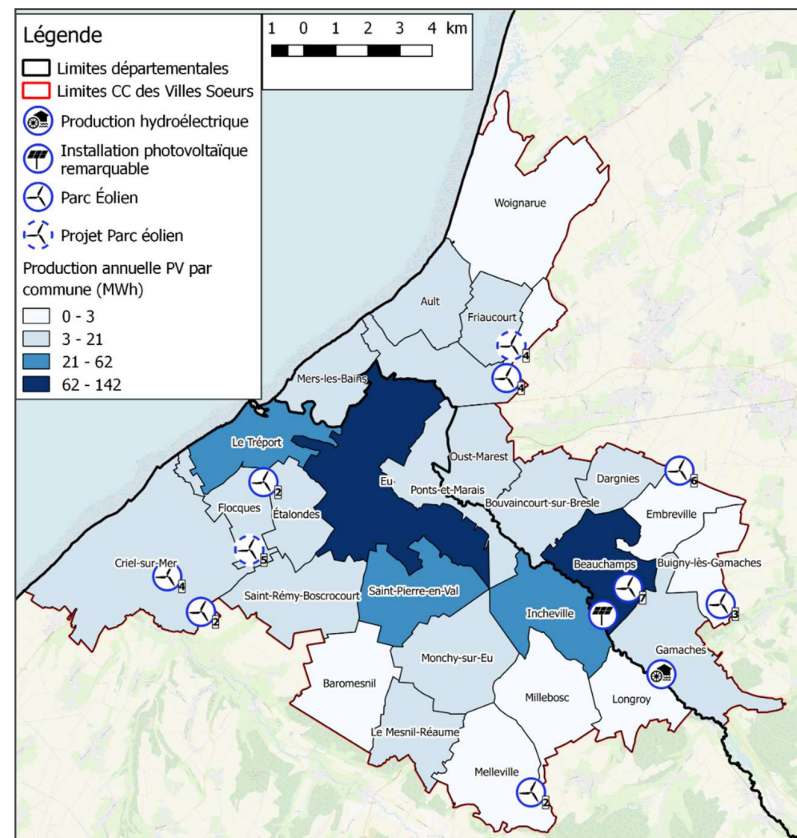 Légende
Limites départementales
Limites CC des Villes Soeurs
Production hydroélectrique
Installation photovoltaïque
remarquable
Parc Éolien
Projet Parc éolien
Production annuelle PV par
commune (MWh)
0 - 3
3 - 21
21 - 62
62 - 142
1 0 1 2 3 4 km
Woignarue
Ault
Friaucourt
4
4
Mers-les-Bains
Le Tréport
Oust-Marest
Eu
Ponts-et-Marais
Dargnies
6
2
Flocques
Étalondes
Bouvaincourt-sur-Bresle
Embreville
5
Criel-sur-Mer
4
Beauchamps
Buigny-lès-Gamaches
7
3
2
Saint-Rémy-Boscrocourt
Saint-Pierre-en-Val
Incheville
Gamaches
Monchy-sur-Eu
Baromesnil
Millebosc
Longroy
Le Mesnil-Réaume
Melleville
2